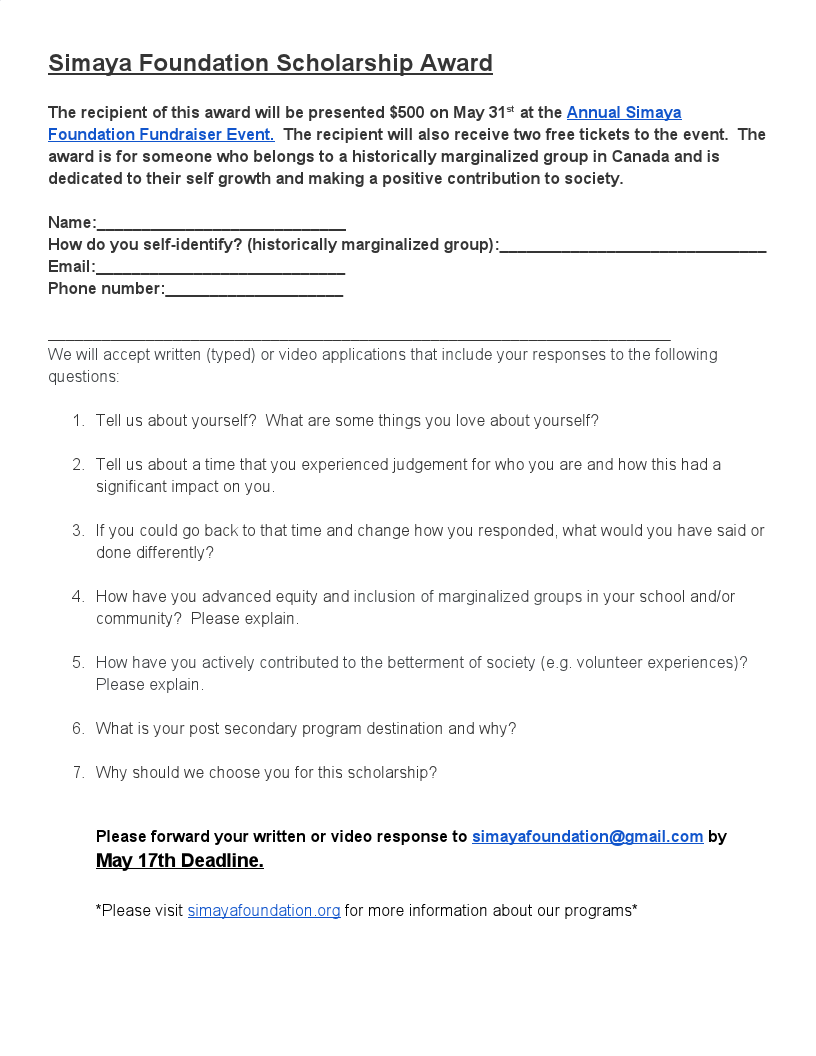 Simaya Foundation Scholarship Award
The recipient of this award will be presented $500 on May 31st at the Annual Simaya
Foundation Fundraiser Event.  The recipient will also receive two free tickets to the event.  The
award is for someone who belongs to a historically marginalized group in Canada and is
dedicated to their self growth and making a positive contribution to society.
Name:____________________________
How do you self-identify? (historically marginalized group):______________________________
Email:____________________________
Phone number:____________________
______________________________________________________________________
We will accept written (typed) or video applications that include your responses to the following
questions:
1. Tell us about yourself?  What are some things you love about yourself?
2. Tell us about a time that you experienced judgement for who you are and how this had a
significant impact on you.
3. If you could go back to that time and change how you responded, what would you have said or
done differently?
4. How have you advanced equity and inclusion of marginalized groups in your school and/or
community?  Please explain.
5. How have you actively contributed to the betterment of society (e.g. volunteer experiences)?
Please explain.
6. What is your post secondary program destination and why?
7. Why should we choose you for this scholarship?
Please forward your written or video response to simayafoundation@gmail.com by
May 17th Deadline.
*Please visit simayafoundation.org for more information about our programs*